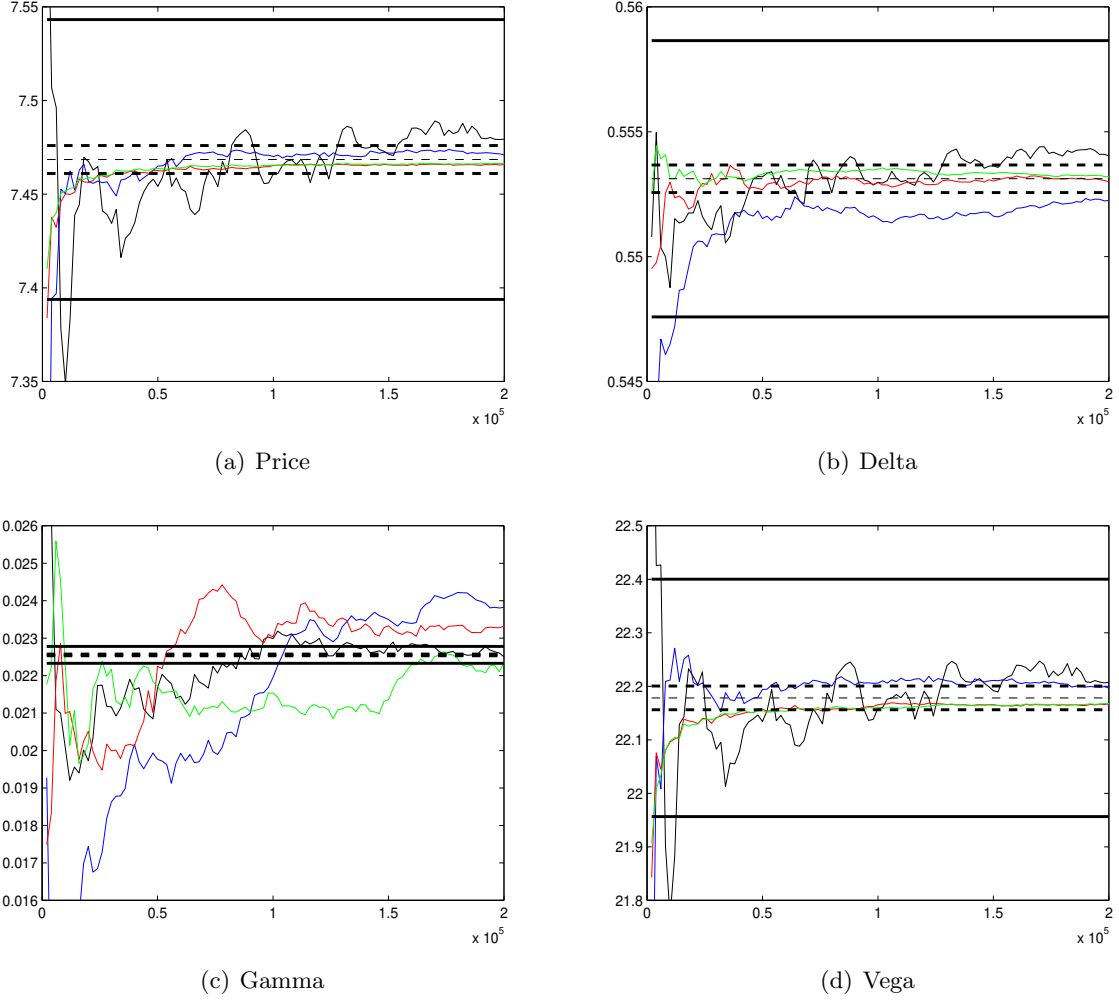 7.55
7.5
7.45
7.4
7.35
0 0.5 1 1.5 2
x 10^5
(a) Price
0.56
0.555
0.55
0.545
0 0.5 1 1.5 2
x 10^5
(b) Delta
0.026
0.025
0.024
0.023
0.022
0.021
0.02
0.019
0.018
0.017
0.016
0 0.5 1 1.5 2
x 10^5
(c) Gamma
22.5
22.4
22.3
22.2
22.1
22
21.9
21.8
0 0.5 1 1.5 2
x 10^5
(d) Vega